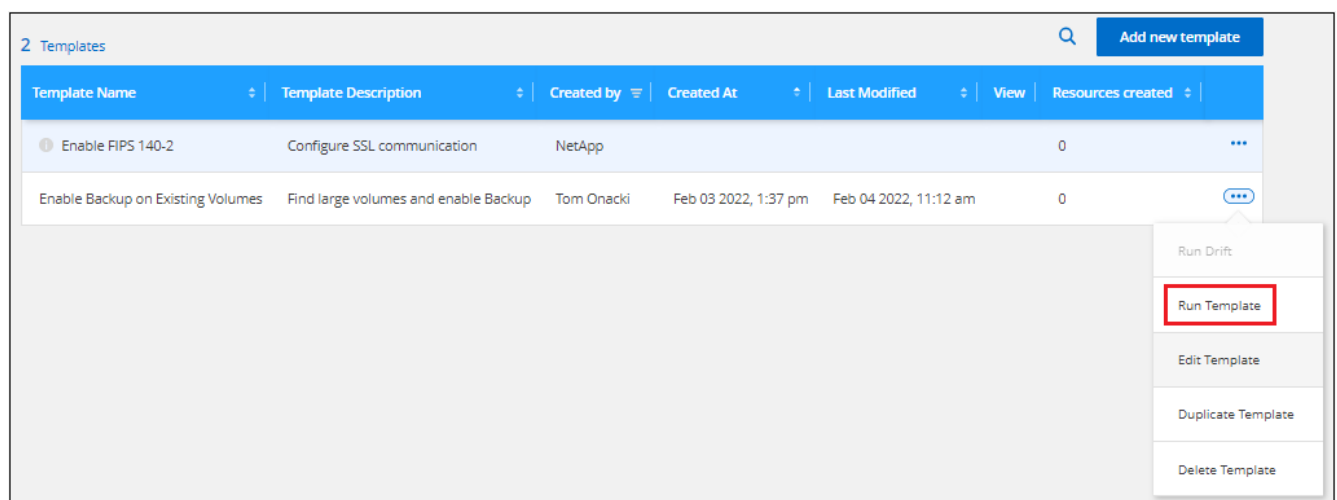 2 Templates
Add new template
Template Name Template Description Created by Created At Last Modified View Resources created
Enable FIPS 140-2 Configure SSL communication NetApp 0
Enable Backup on Existing Volumes Find large volumes and enable Backup Tom Onacki Feb 03 2022, 1:37 pm Feb 04 2022, 11:12 am 0
Run Drift
Run Template
Edit Template
Duplicate Template
Delete Template